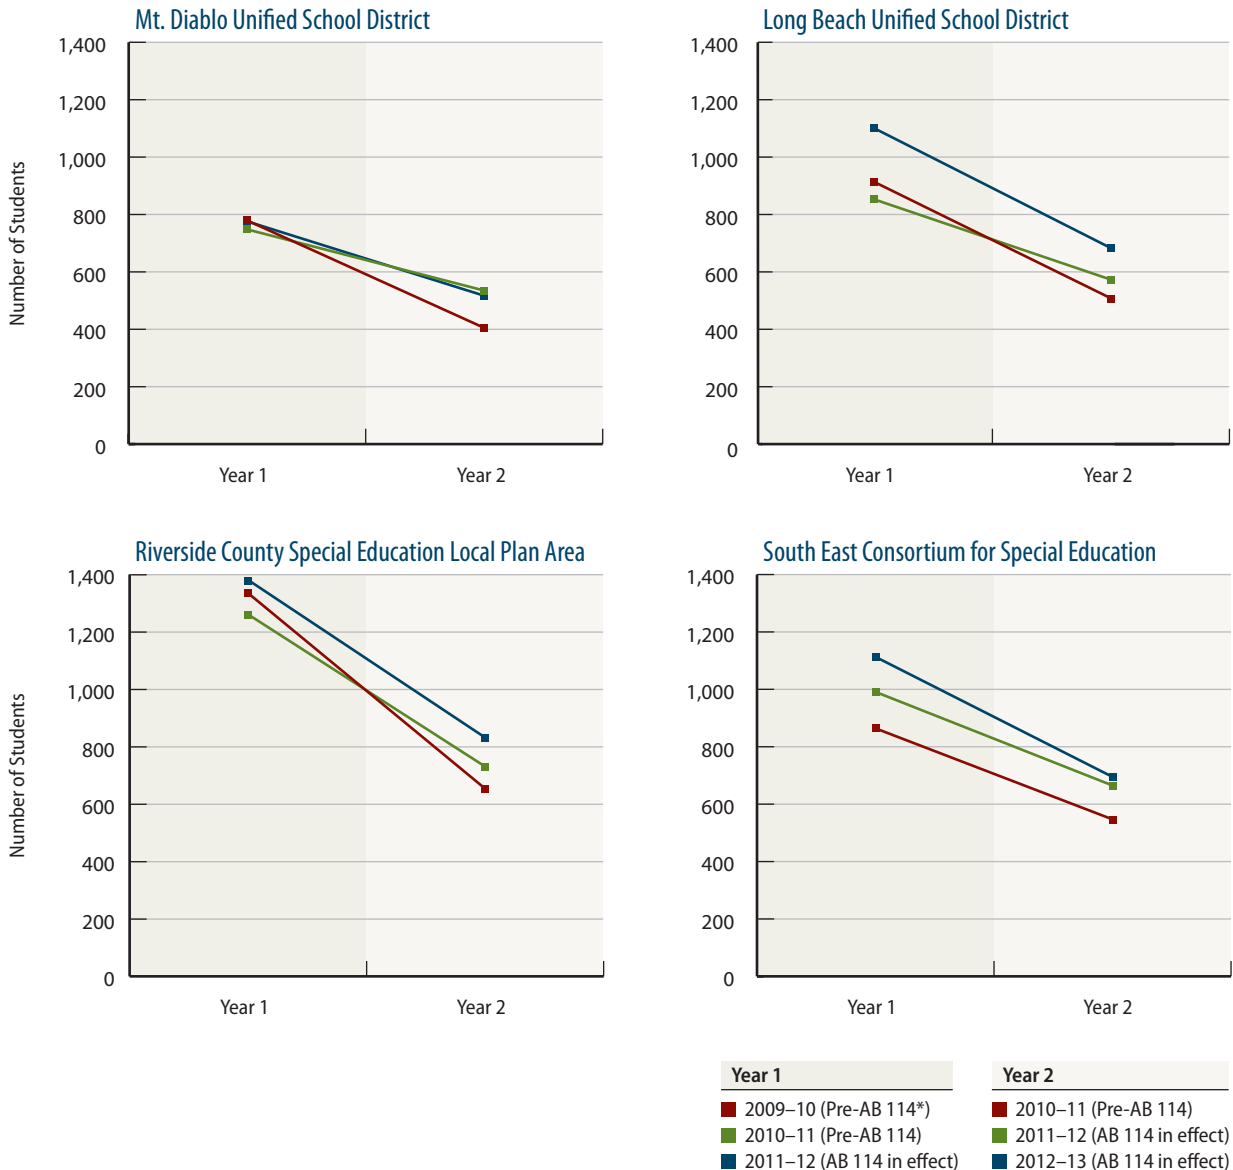 Mt. Diablo Unified School District
1,400
1,200
1,000
800
600
400
200
0
Number of Students
Year 1
Year 2
Long Beach Unified School District
1,400
1,200
1,000
800
600
400
200
0
Year 1
Year 2
Riverside County Special Education Local Plan Area
1,400
1,200
1,000
800
600
400
200
0
Number of Students
Year 1
Year 2
South East Consortium for Special Education
1,400
1,200
1,000
800
600
400
200
0
Year 1
Year 2
Year 1
2009–10 (Pre-AB 114*)
2010–11 (Pre-AB 114)
2011–12 (AB 114 in effect)
Year 2
2010–11 (Pre-AB 114)
2011–12 (AB 114 in effect)
2012–13 (AB 114 in effect)